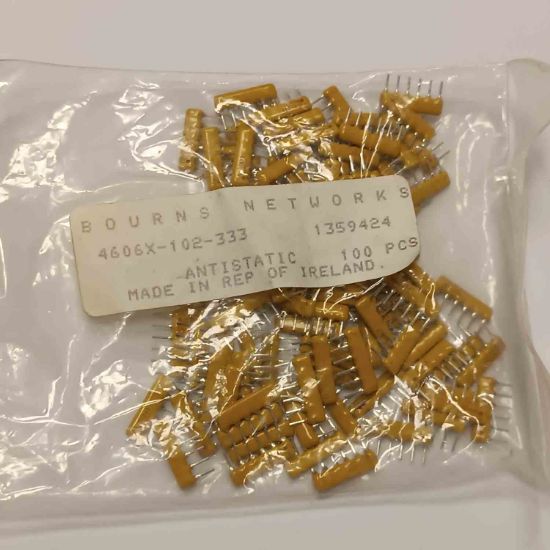 BOURNS NETWORKS
4606X-102-333 1359424
ANTISTATIC 100 PCS
MADE IN REP OF IRELAND.